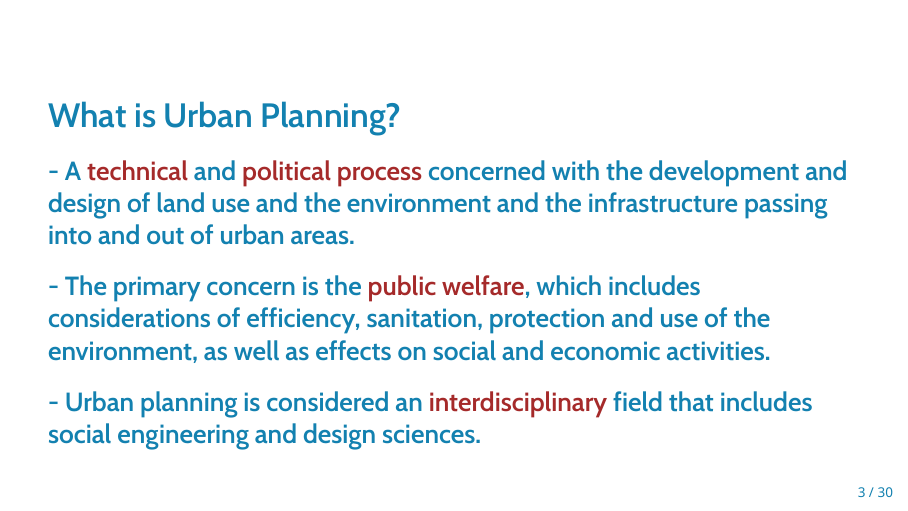 What is Urban Planning?
- A technical and political process concerned with the development and
design of land use and the environment and the infrastructure passing
into and out of urban areas.
- The primary concern is the public welfare, which includes
considerations of efficiency, sanitation, protection and use of the
environment, as well as effects on social and economic activities.
- Urban planning is considered an interdisciplinary field that includes
social engineering and design sciences.
3 / 30